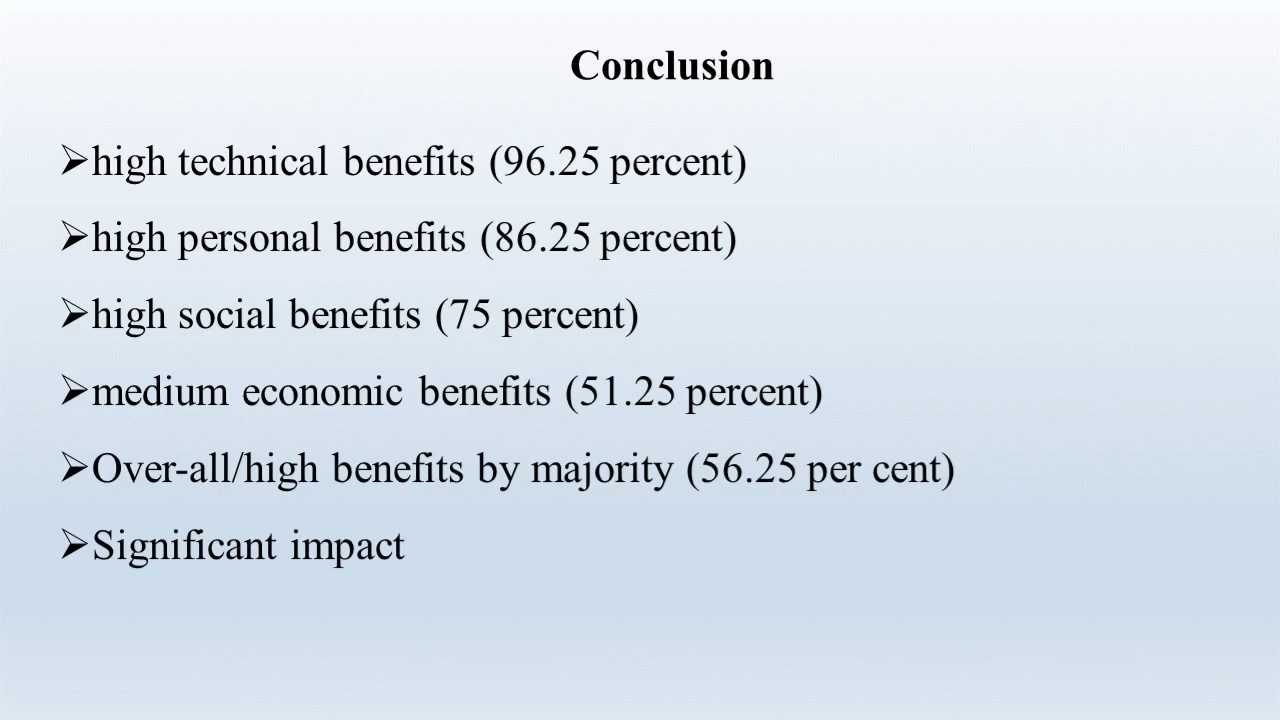 Conclusion
➢high technical benefits (96.25 percent)
➢high personal benefits (86.25 percent)
➢high social benefits (75 percent)
➢medium economic benefits (51.25 percent)
➢Over-all/high benefits by majority (56.25 per cent)
➢Significant impact